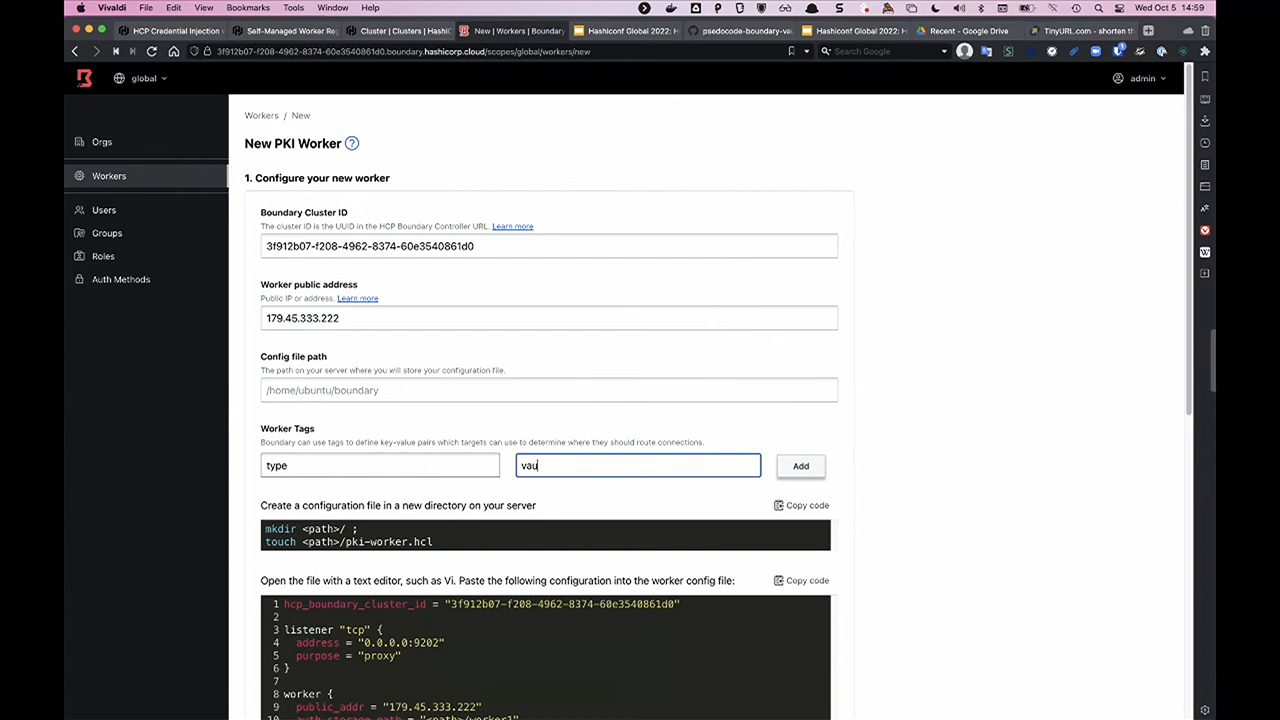 Vivaldi File Edit View Bookmarks Tools Window Help
Wed Oct 5 14:59
HCP Credential Injection
Self-Managed Worker Re
Cluster | Clusters | Hashi
New | Workers | Boundary
Hashiconf Global 2022: H
psedocode-boundary-vau
Hashiconf Global 2022: H
Recent - Google Drive
TinyURL.com - shorten th
3f912b07-f208-4962-8374-60e3540861d0.boundary.hashicorp.cloud/scopes/global/workers/new
Search Google
global
admin
Orgs
Workers
Users
Groups
Roles
Auth Methods
Workers / New
New PKI Worker ?
1. Configure your new worker
Boundary Cluster ID
The cluster ID is the UUID in the HCP Boundary Controller URL. Learn more
3f912b07-f208-4962-8374-60e3540861d0
Worker public address
Public IP or address. Learn more
179.45.333.222
Config file path
The path on your server where you will store your configuration file.
/home/ubuntu/boundary
Worker Tags
Boundary can use tags to define key-value pairs which targets can use to determine where they should route connections.
type vau Add
Create a configuration file in a new directory on your server Copy code
mkdir <path>/ ;
touch <path>/pki-worker.hcl
Open the file with a text editor, such as Vi. Paste the following configuration into the worker config file: Copy code
1 hcp_boundary_cluster_id = "3f912b07-f208-4962-8374-60e3540861d0"
2
3 listener "tcp" {
4 address = "0.0.0.0:9202"
5 purpose = "proxy"
6 }
7
8 worker {
9 public_addr = "179.45.333.222"
10 auth_storage_path = "<path>/worker1"